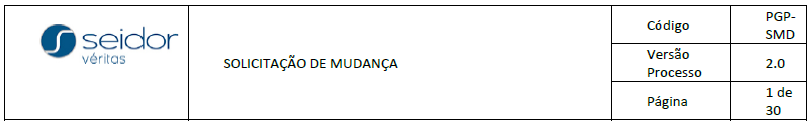 seidor
véritas
SOLICITAÇÃO DE MUDANÇA
Código
PGP-
SMD
Versão
Processo
2.0
Página
1 de
30